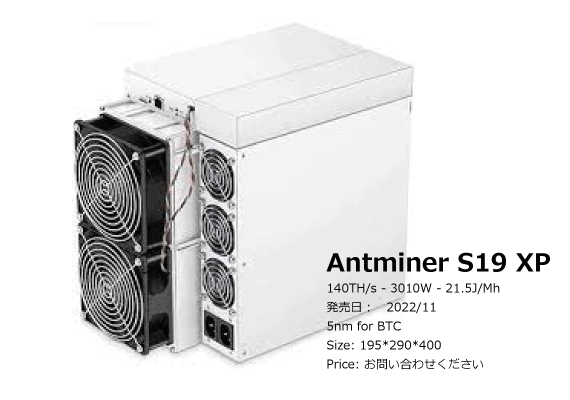 Antminer S19 XP
140TH/s - 3010W - 21.5J/Mh
発売日： 2022/11
5nm for BTC
Size: 195*290*400
Price: お問い合わせください